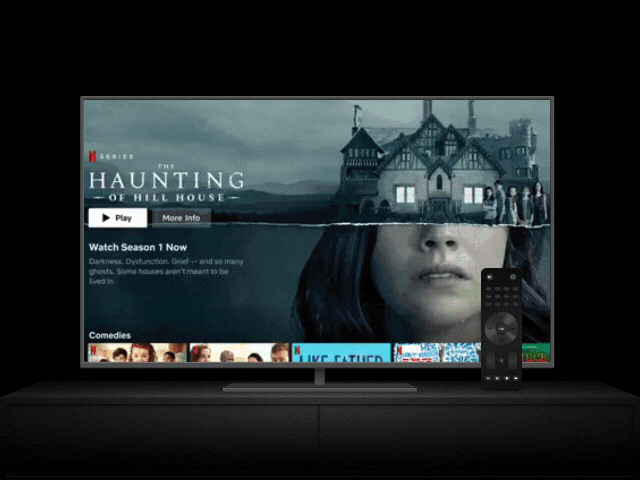 N SERIES
THE
HAUNTING
OF HILL HOUSE
Play
More Info
Watch Season 1 Now
Darkness. Dysfunction. Grief -- and so many
ghosts. Some houses aren't meant to be
lived in.
Comedies
N
N
LIKE FATHER
N